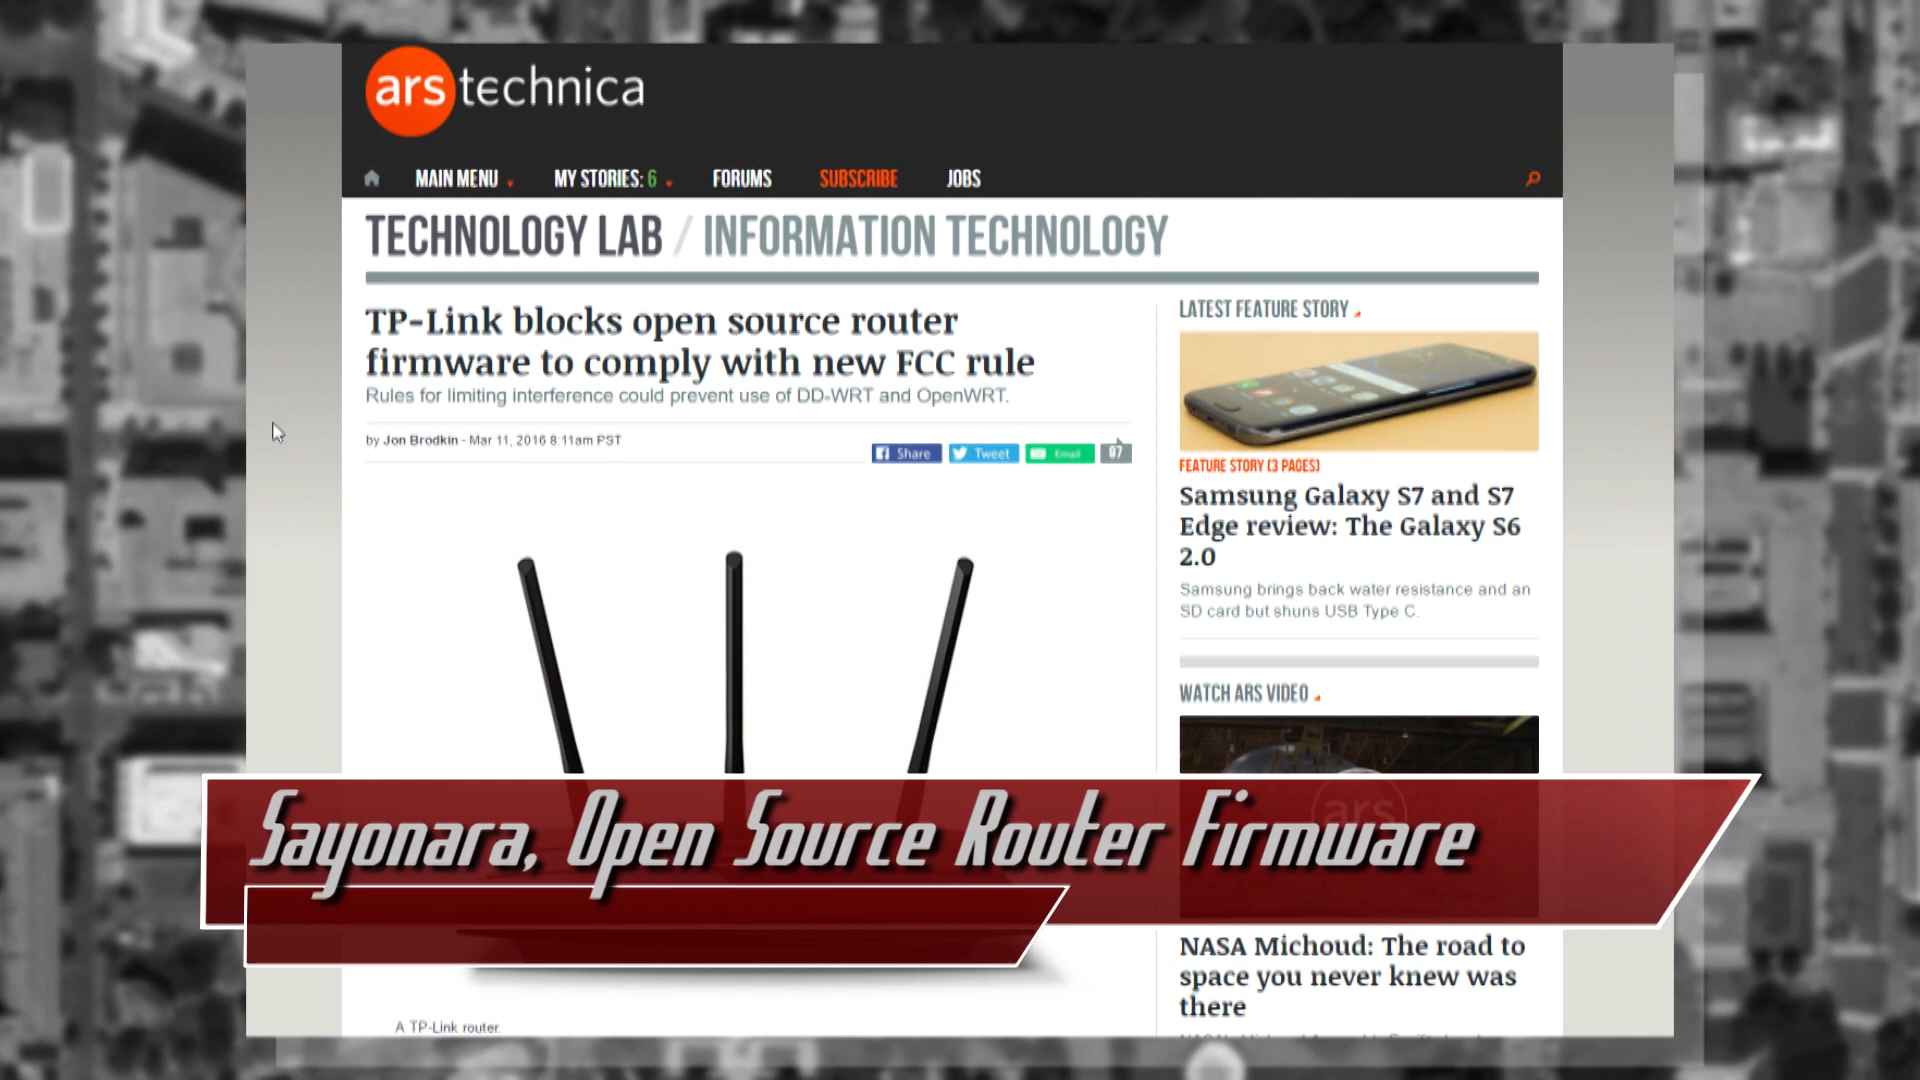 ars technica
MAIN MENU
MY STORIES: 6
FORUMS
SUBSCRIBE
JOBS
TECHNOLOGY LAB / INFORMATION TECHNOLOGY
TP-Link blocks open source router
firmware to comply with new FCC rule
Rules for limiting interference could prevent use of DD-WRT and OpenWRT.
by Jon Brodkin - Mar 11, 2016 8:11am PST
Share
Tweet
Email
97
LATEST FEATURE STORY
FEATURE STORY (3 PAGES)
Samsung Galaxy S7 and S7
Edge review: The Galaxy S6
2.0
Samsung brings back water resistance and an
SD card but shuns USB Type C.
WATCH ARS VIDEO
ars
Sayonara, Open Source Router Firmware
NASA Michoud: The road to
space you never knew was
there
A TP-Link router.